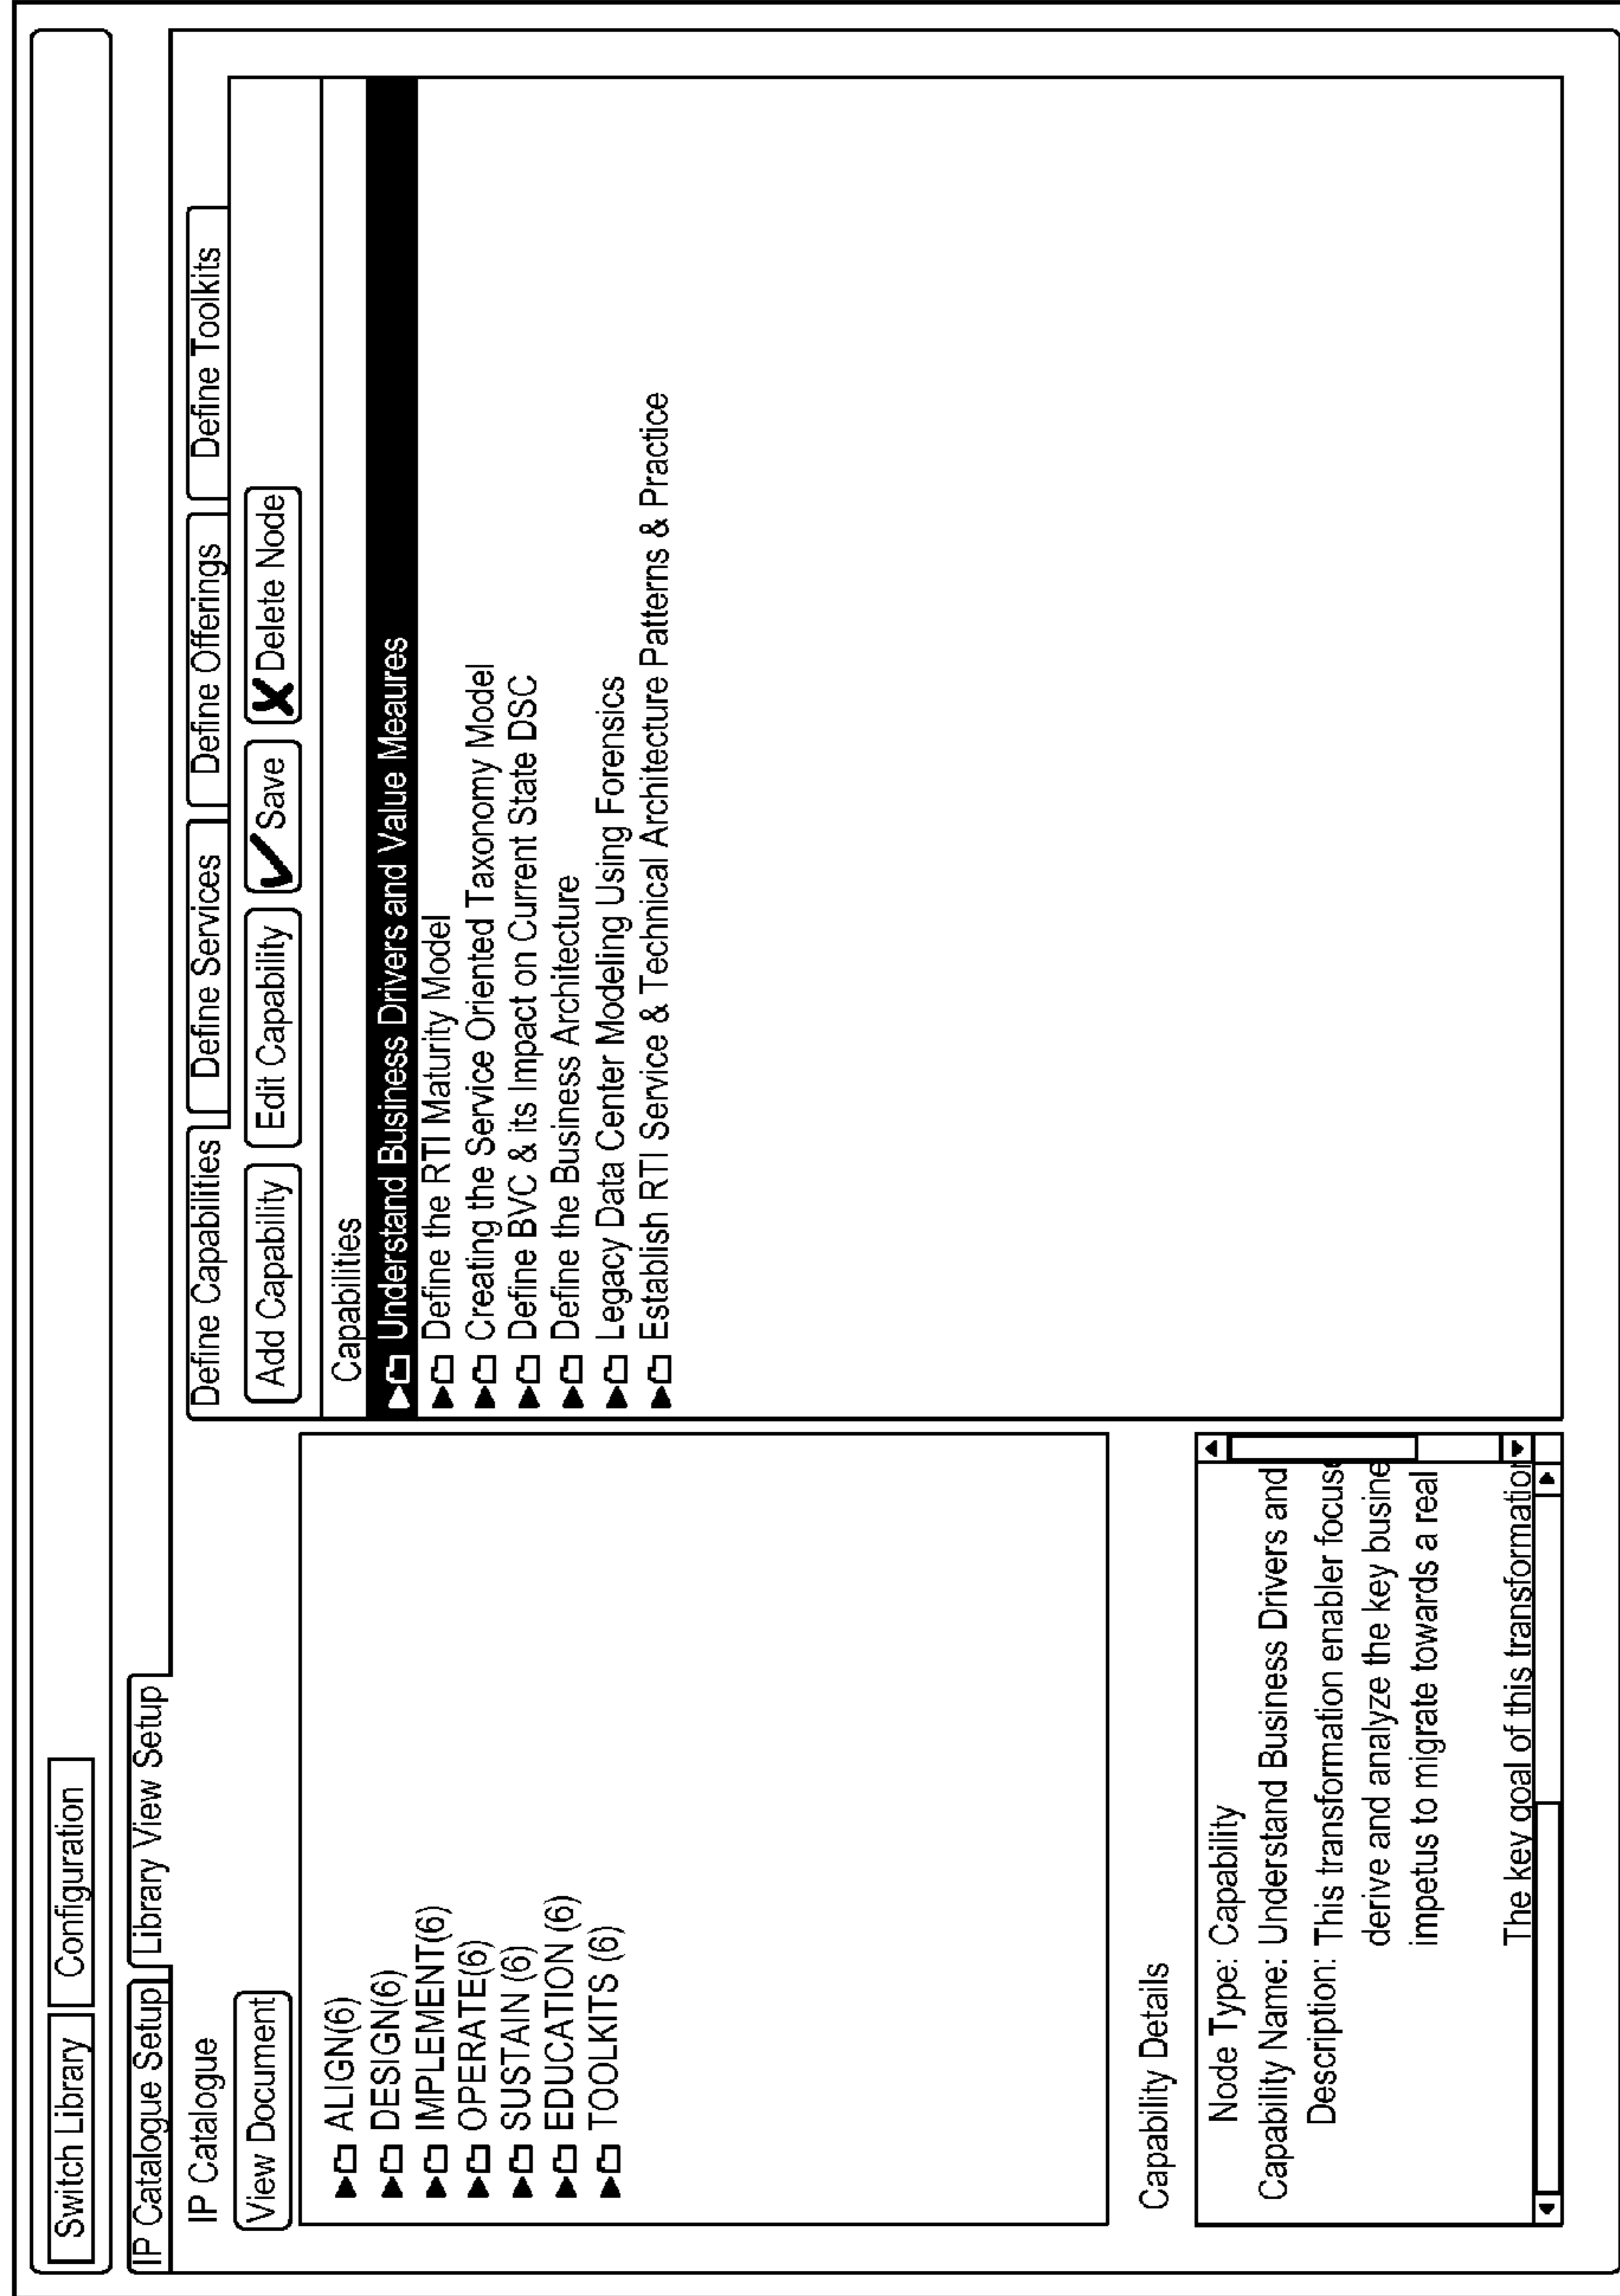 Switch Library Configuration
IP Catalogue Setup Library View Setup
IP Catalogue
View Document
ALIGN(6)
DESIGN(6)
IMPLEMENT(6)
OPERATE(6)
SUSTAIN (6)
EDUCATION (6)
TOOLKITS (6)
Capability Details
Node Type: Capability
Capability Name: Understand Business Drivers and
Description: This transformation enabler focus
derive and analyze the key busine
impetus to migrate towards a real
The key goal of this transformation
Define Capabilities Define Services Define Offerings Define Toolkits
Add Capability Edit Capability Save Delete Node
Capabilities
Understand Business Drivers and Value Meaures
Define the RTI Maturity Model
Creating the Service Oriented Taxonomy Model
Define BVC & its Impact on Current State DSC
Define the Business Architecture
Legacy Data Center Modeling Using Forensics
Establish RTI Service & Technical Architecture Patterns & Practice